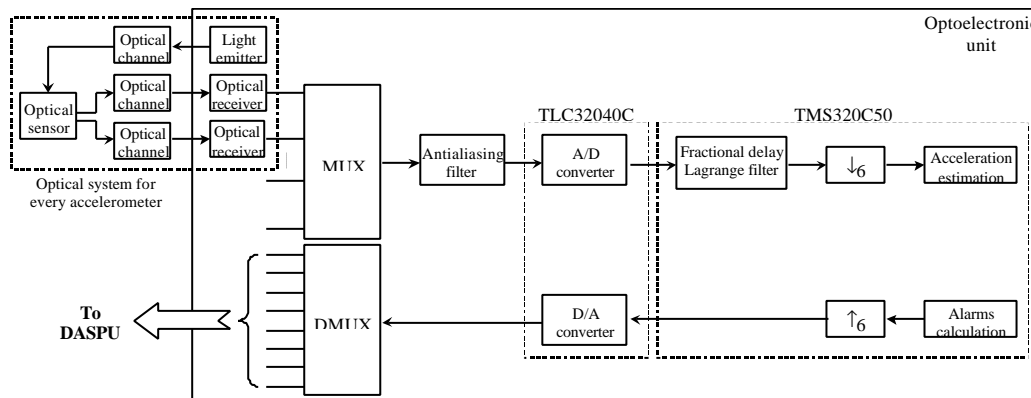 Optoelectronic
unit
Optical
channel
Light
emitter
Optical
channel
Optical
receiver
Optical
sensor
Optical
channel
Optical
receiver
Optical system for
every accelerometer
MUX
Antialiasing
filter
TLC32040C
A/D
converter
TMS320C50
Fractional delay
Lagrange filter
↓6
Acceleration
estimation
To
DASPU
DMUX
D/A
converter
↑6
Alarms
calculation